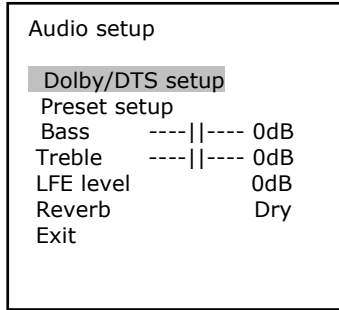 Audio setup
Dolby/DTS setup
Preset setup
Bass ----||---- 0dB
Treble ----||---- 0dB
LFE level 0dB
Reverb Dry
Exit